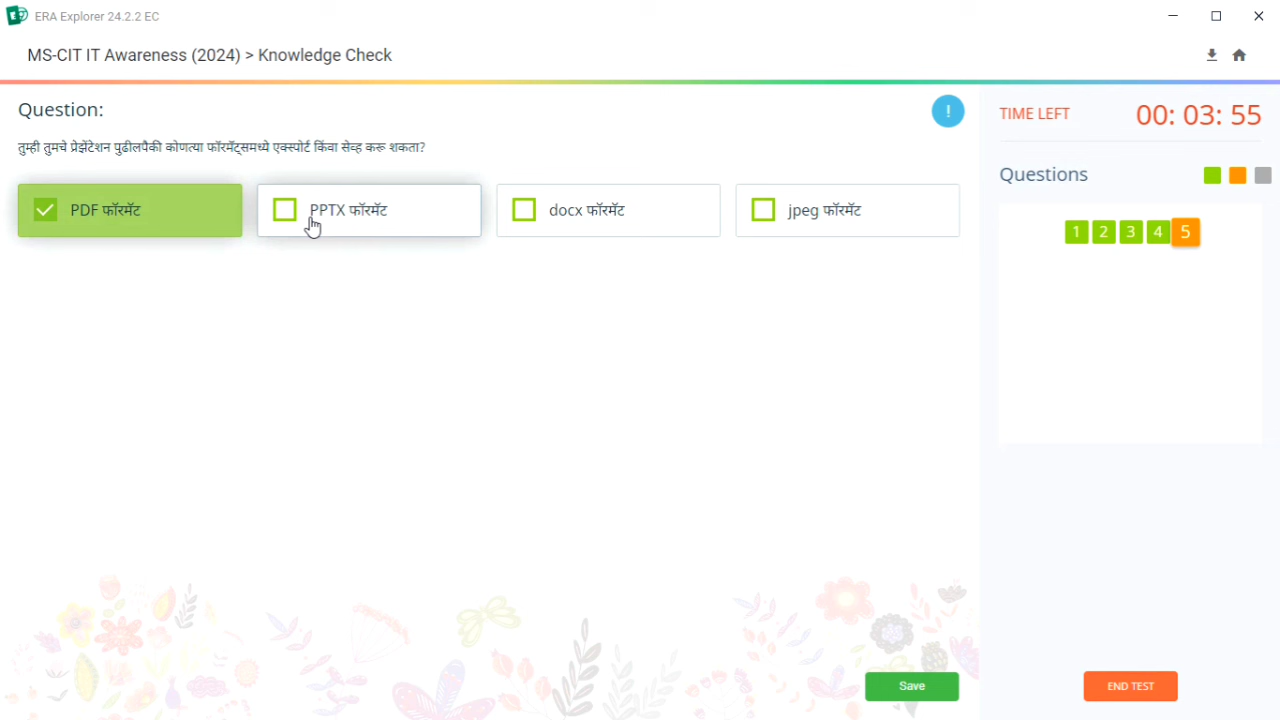 ERA Explorer 24.2.2 EC
MS-CIT IT Awareness (2024) > Knowledge Check
Question:
!
तुम्ही तुमचे प्रेझेंटेशन पुढीलपैकी कोणत्या फॉरमॅट्समध्ये एक्स्पोर्ट किंवा सेव्ह करू शकता?
PDF फॉरमॅट
PPTX फॉरमॅट
docx फॉरमॅट
jpeg फॉरमॅट
TIME LEFT 00: 03: 55
Questions
1 2 3 4 5
Save
END TEST